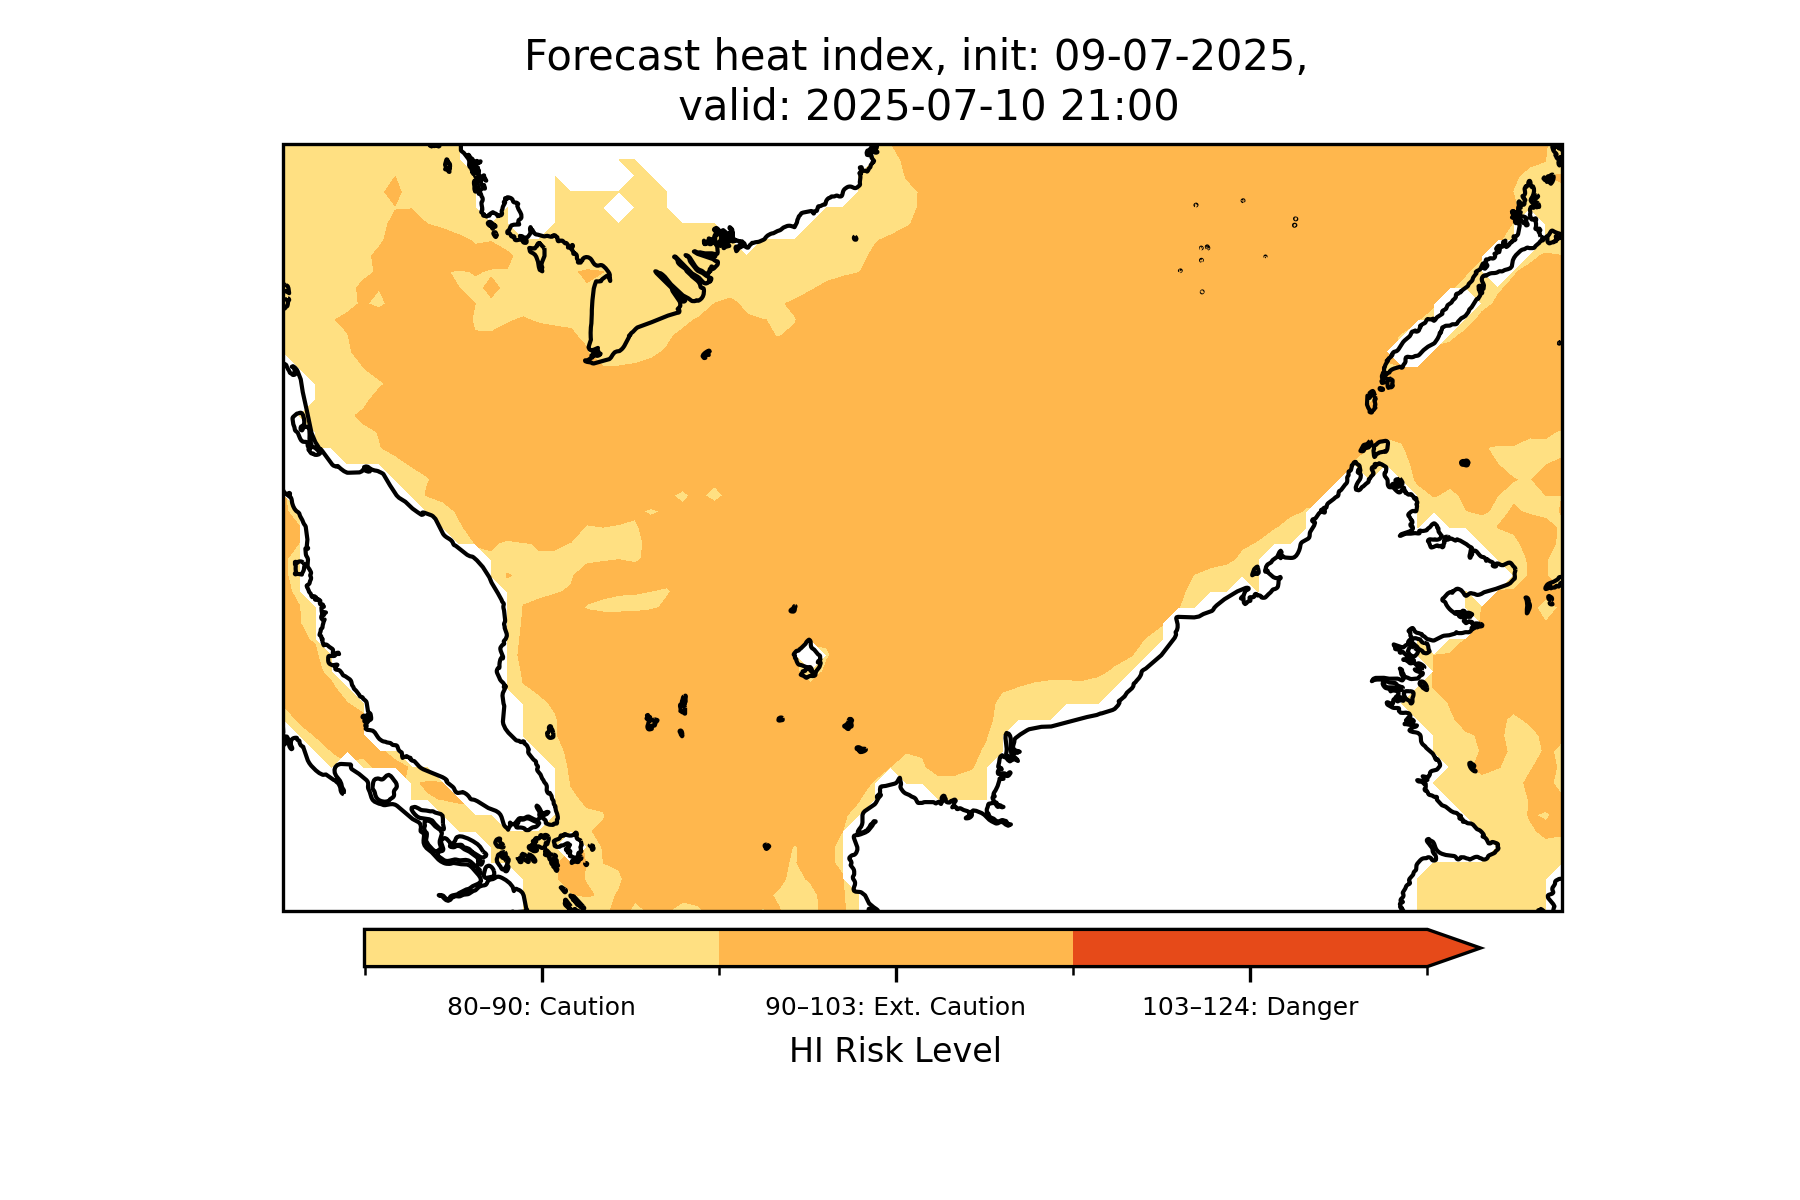 Forecast heat index, init: 09-07-2025,
valid: 2025-07-10 21:00
80–90: Caution
90–103: Ext. Caution
103–124: Danger
HI Risk Level